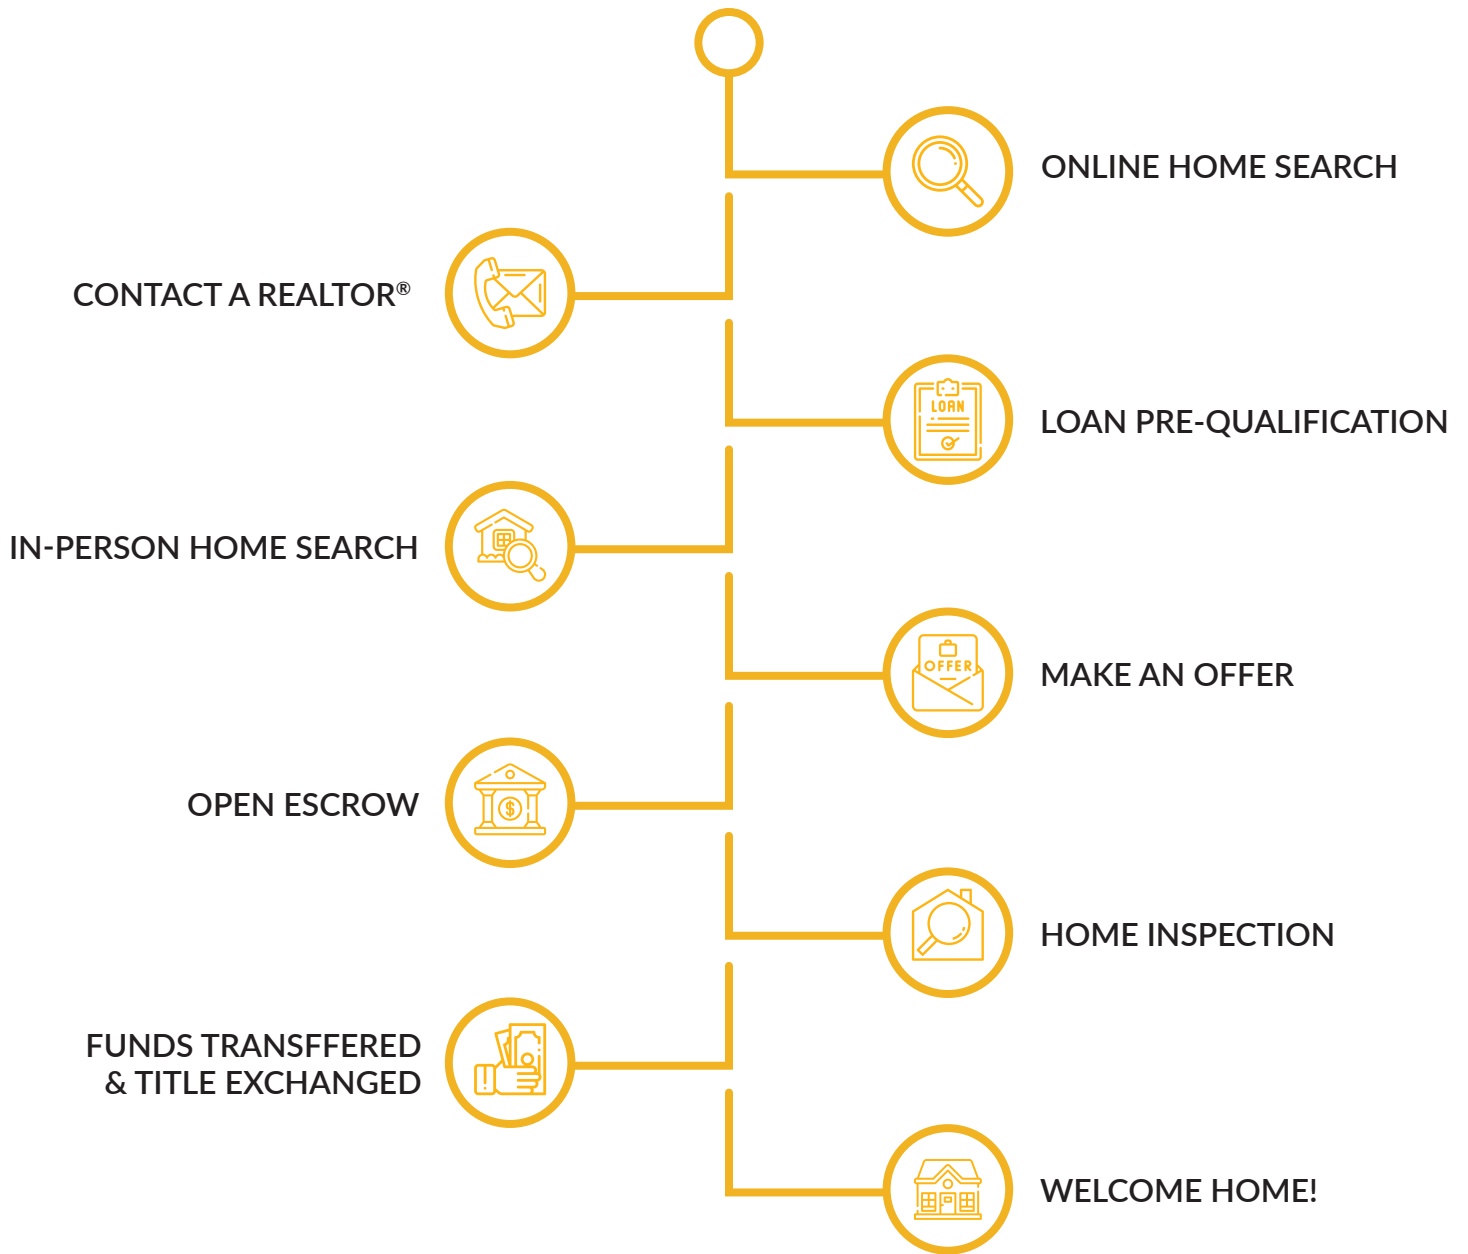 ONLINE HOME SEARCH
CONTACT A REALTOR®
LOAN
LOAN PRE-QUALIFICATION
IN-PERSON HOME SEARCH
OFFER
MAKE AN OFFER
OPEN ESCROW
$
HOME INSPECTION
FUNDS TRANSFFERED
& TITLE EXCHANGED
WELCOME HOME!